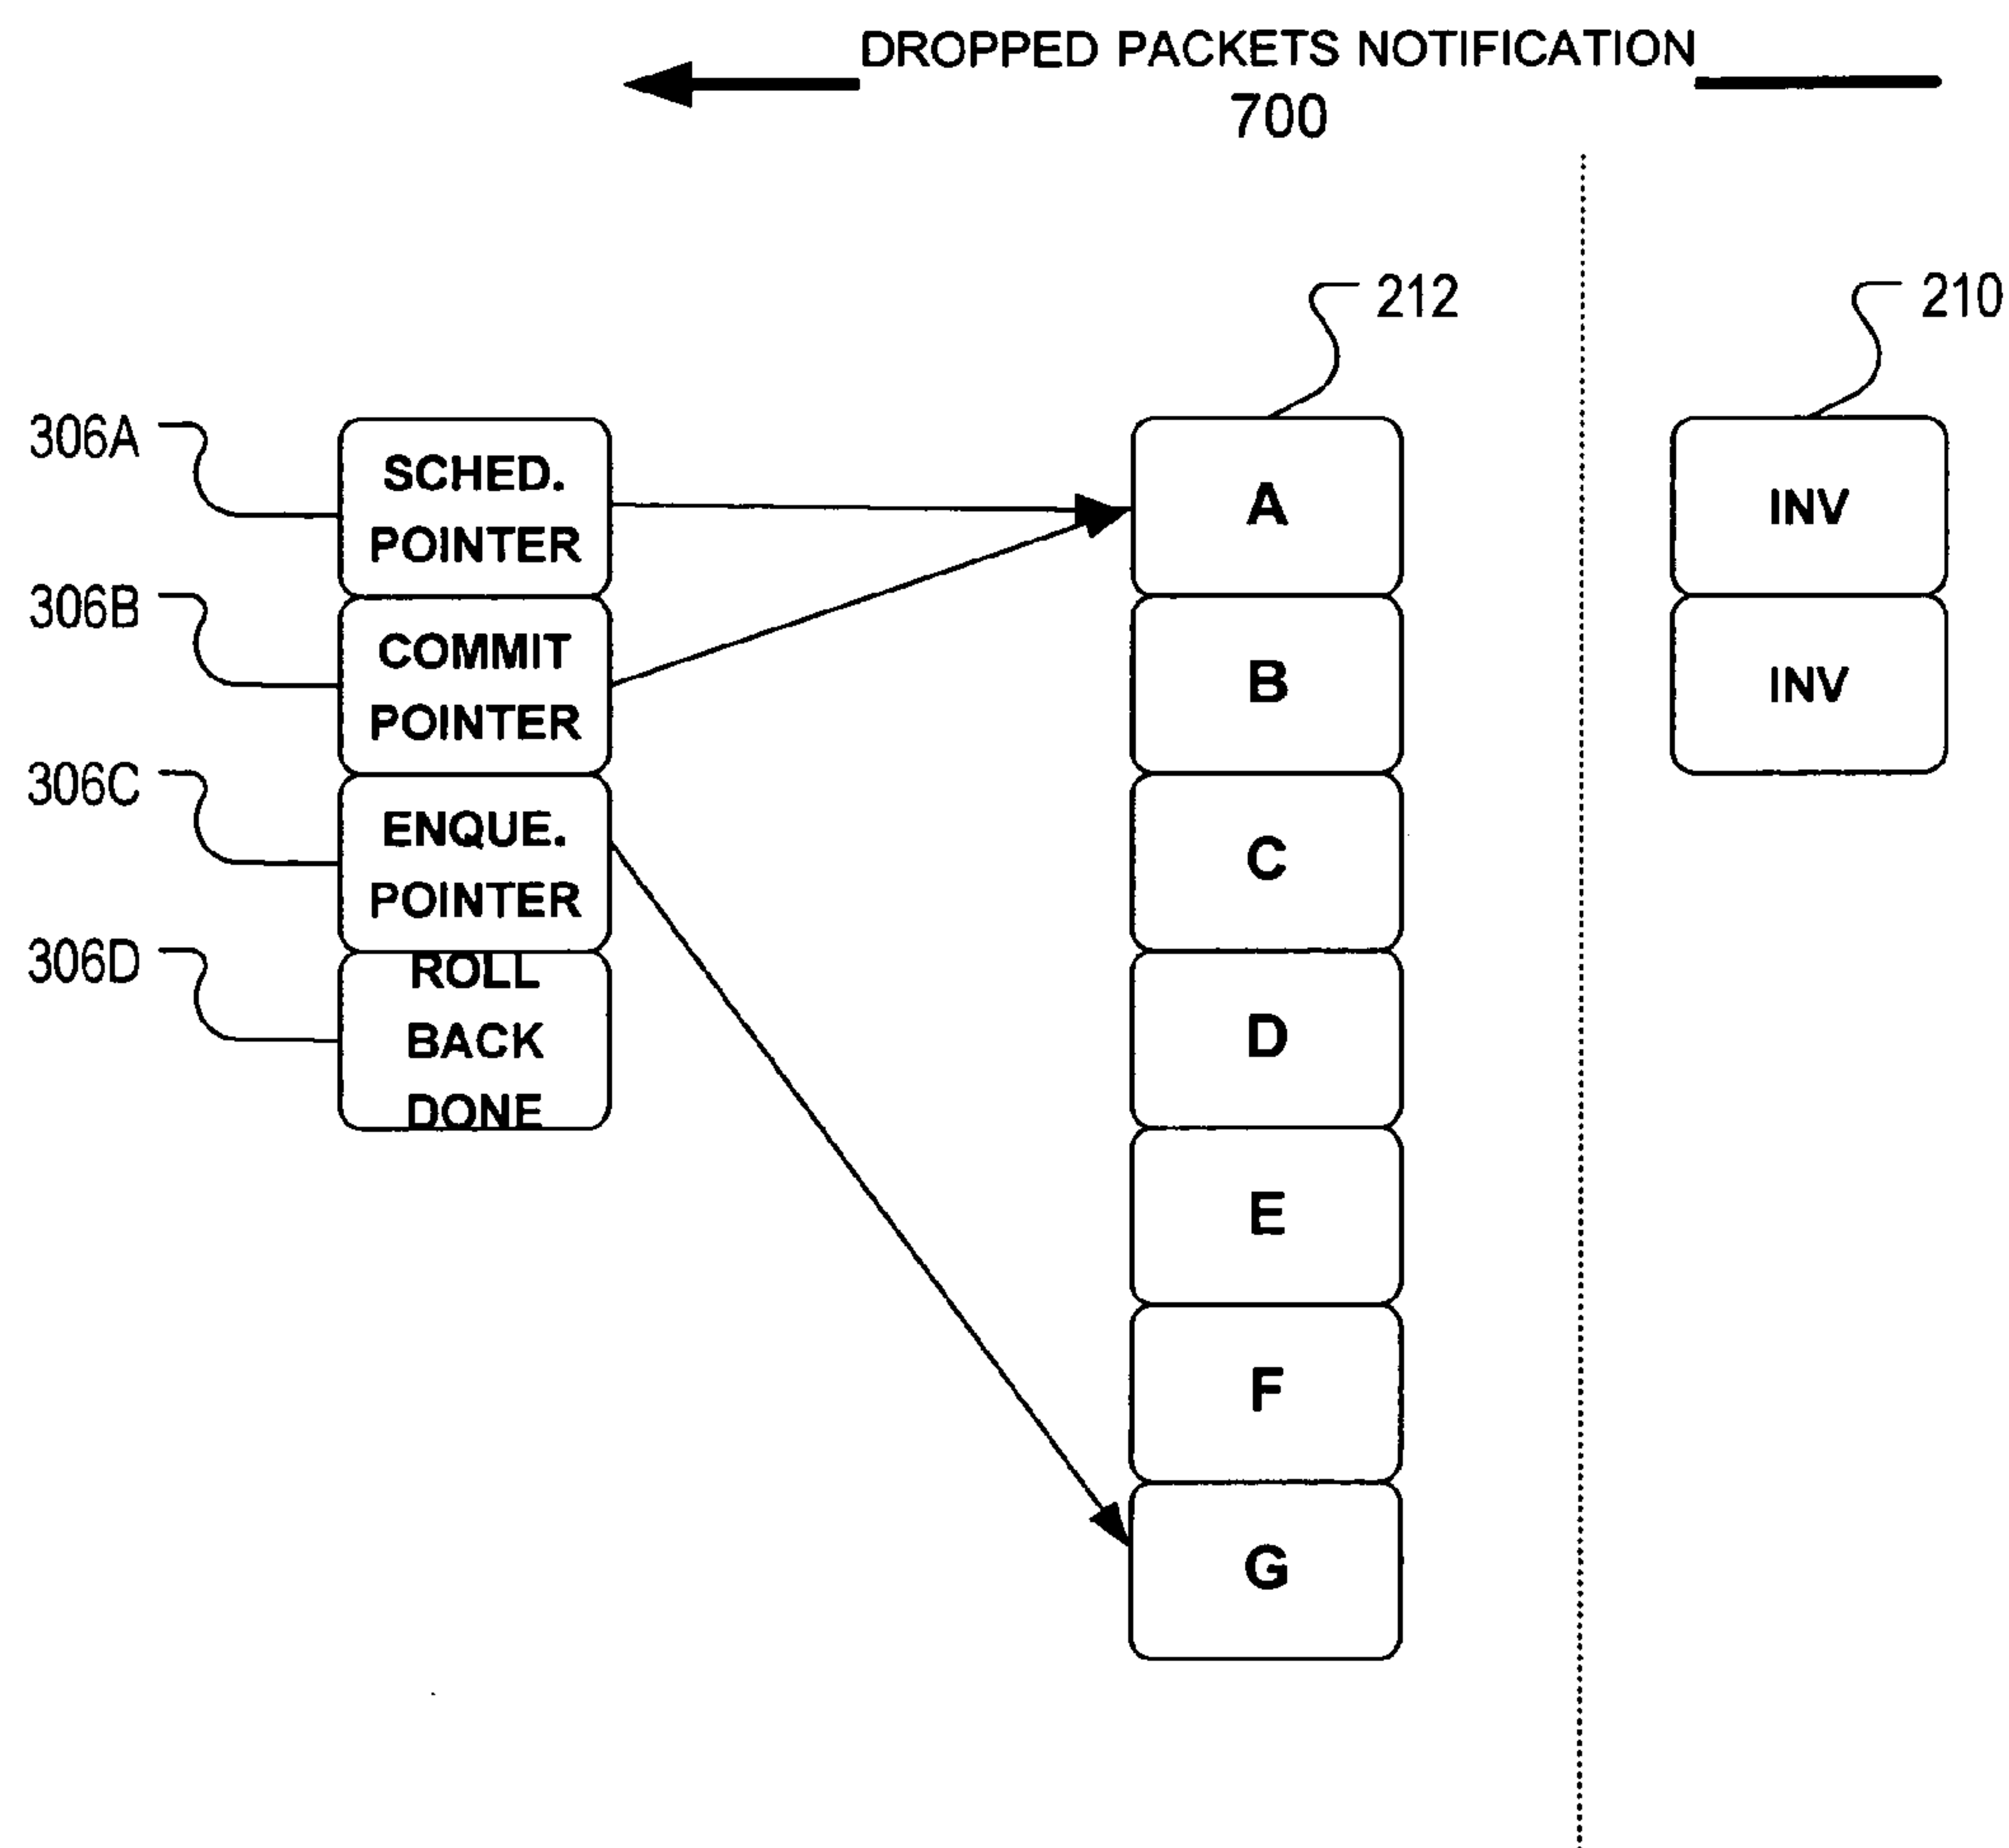 DROPPED PACKETS NOTIFICATION
700
212
210
306A
SCHED.
POINTER
306B
COMMIT
POINTER
306C
ENQUE.
POINTER
306D
ROLL
BACK
DONE
A
B
C
D
E
F
G
INV
INV